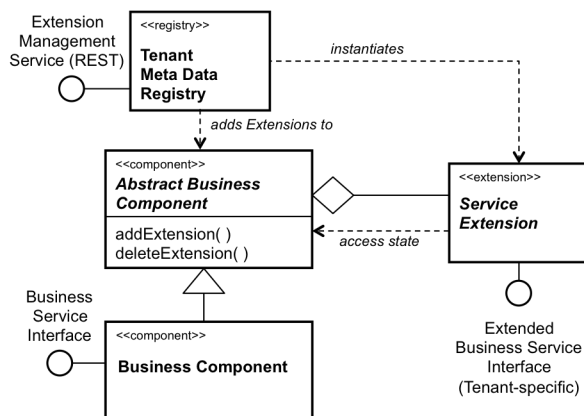 Extension
Management
Service (REST)
<<registry>>
Tenant
Meta Data
Registry
instantiates
adds Extensions to
<<component>>
Abstract Business
Component
addExtension( )
deleteExtension( )
<<extension>>
Service
Extension
access state
Business
Service
Interface
<<component>>
Business Component
Extended
Business Service
Interface
(Tenant-specific)